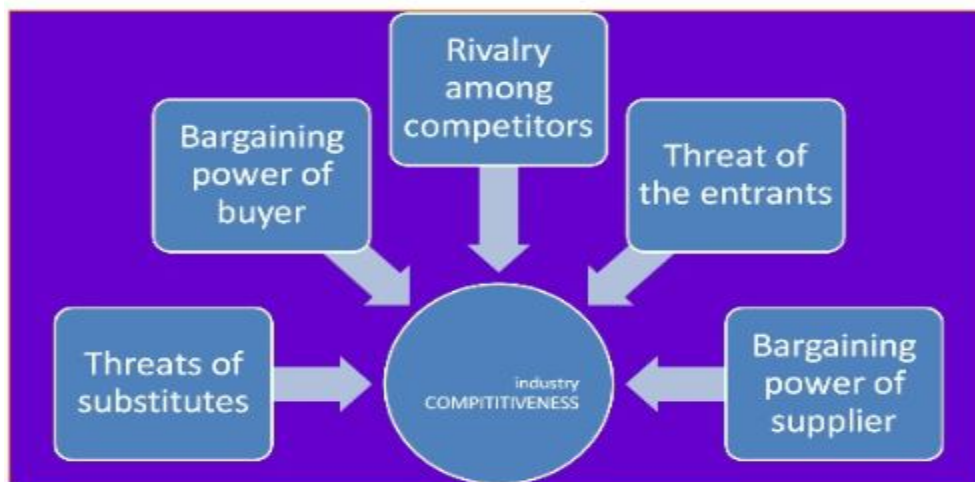 Rivalry
among
competitors
Bargaining
power of
buyer
Threat of
the entrants
Threats of
substitutes
industry
COMPITITIVENESS
Bargaining
power of
supplier